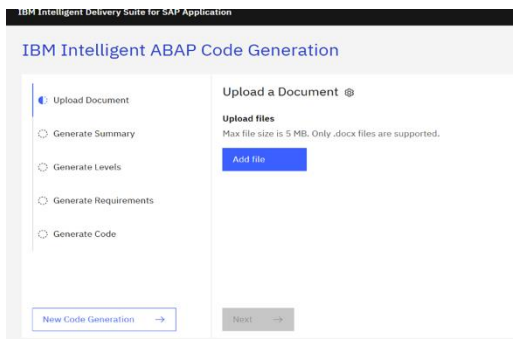 IBM Intelligent Delivery Suite for SAP Application
IBM Intelligent ABAP Code Generation
Upload Document
Generate Summary
Generate Levels
Generate Requirements
Generate Code
New Code Generation
Upload a Document
Upload files
Max file size is 5 MB. Only .docx files are supported.
Add file
Next